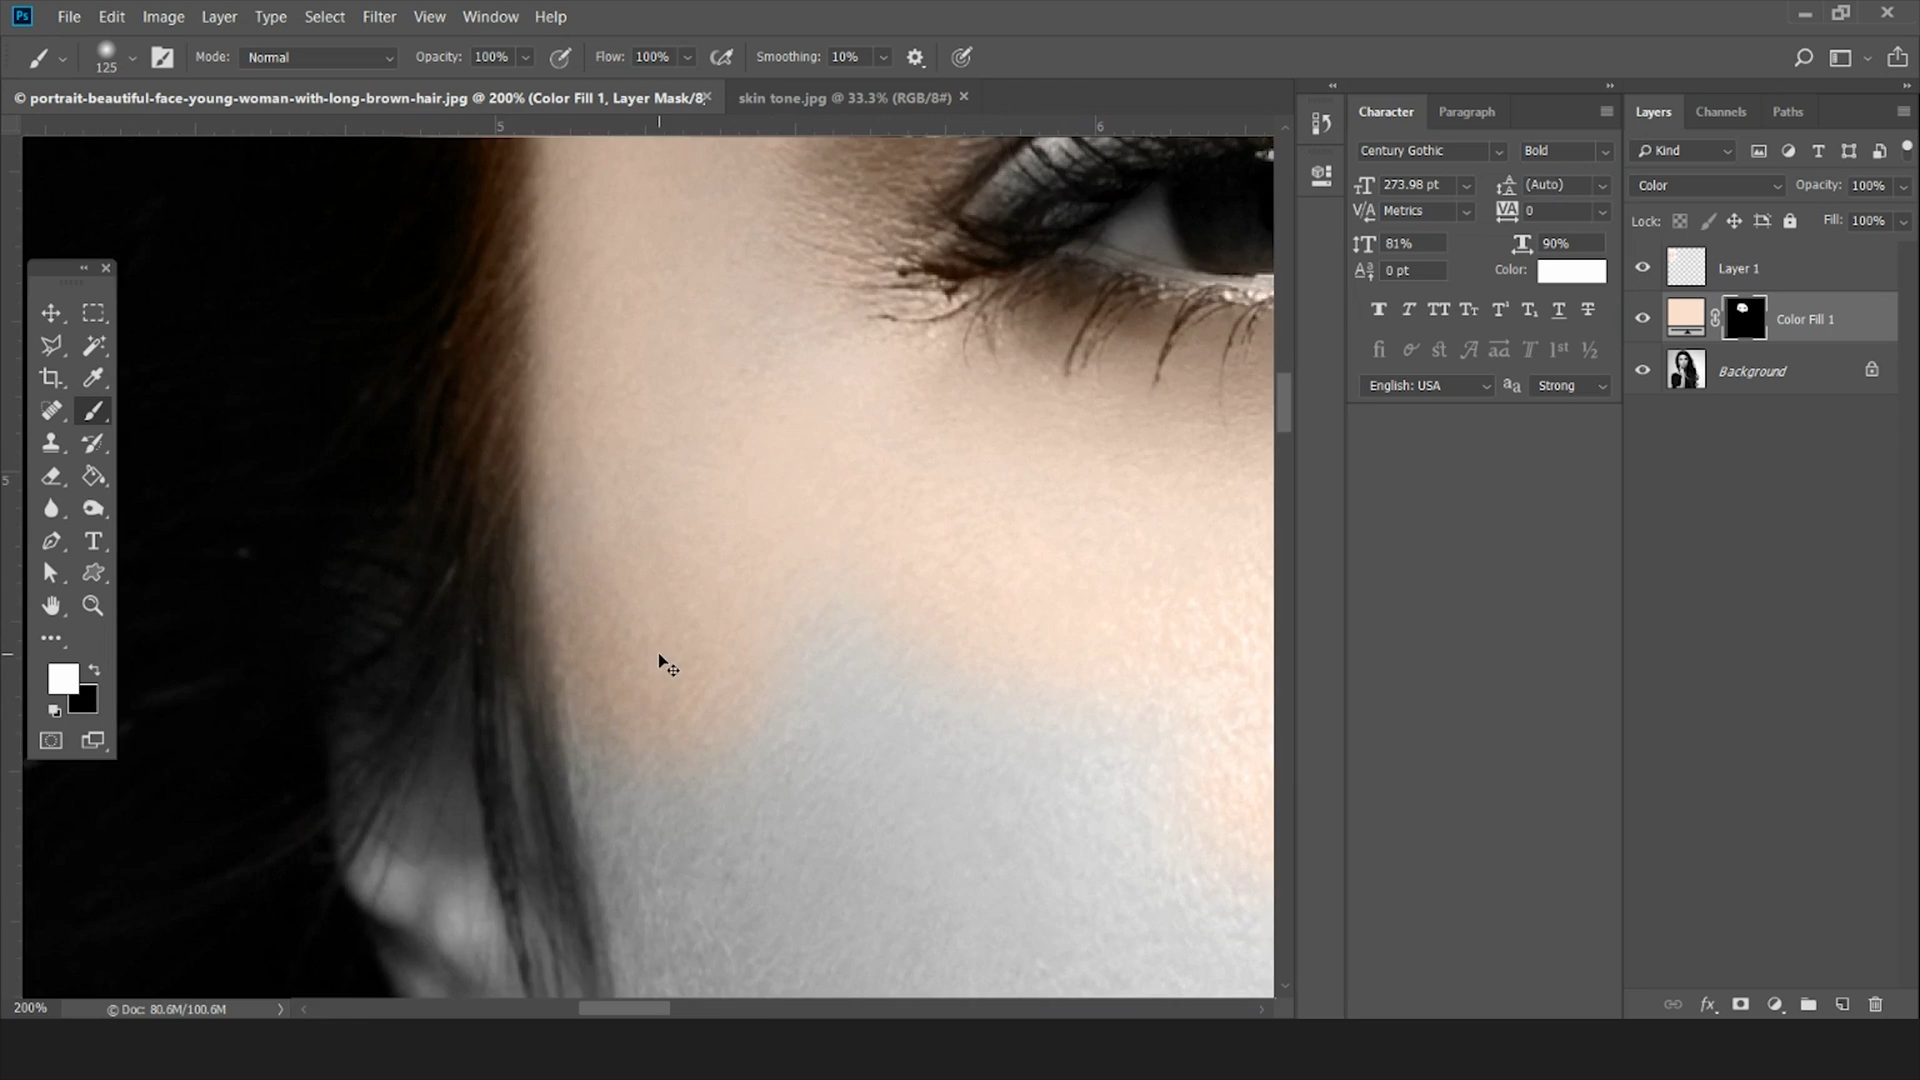 Ps File Edit Image Layer Type Select Filter View Window Help
125 Mode: Normal Opacity: 100% Flow: 100% Smoothing: 10%
© portrait-beautiful-face-young-woman-with-long-brown-hair.jpg @ 200% (Color Fill 1, Layer Mask/8 skin tone.jpg @ 33.3% (RGB/8#)
5 6
5
Character Paragraph
Century Gothic Bold
273.98 pt (Auto)
Metrics 0
81% 90%
0 pt Color:
English: USA Strong
Layers Channels Paths
Kind
Color Opacity: 100%
Lock: Fill: 100%
Layer 1
Color Fill 1
Background
200% © Doc: 80.6M/100.6M